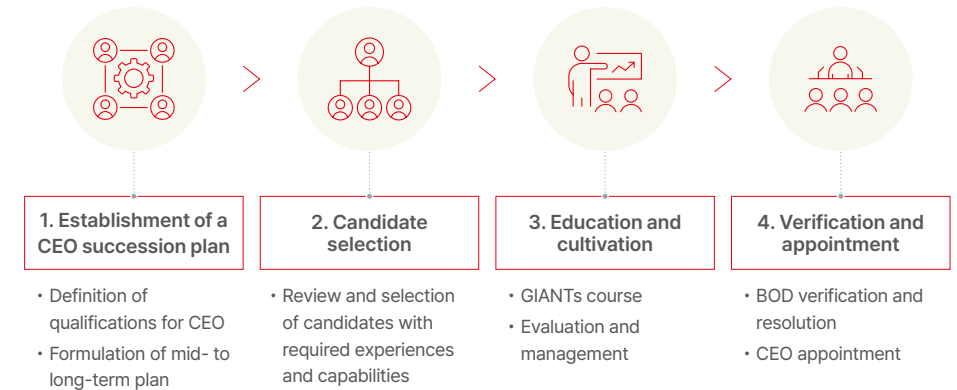 1. Establishment of a
CEO succession plan
• Definition of
qualifications for CEO
• Formulation of mid- to
long-term plan
2. Candidate
selection
• Review and selection
of candidates with
required experiences
and capabilities
3. Education and
cultivation
• GIANTs course
• Evaluation and
management
4. Verification and
appointment
• BOD verification and
resolution
• CEO appointment